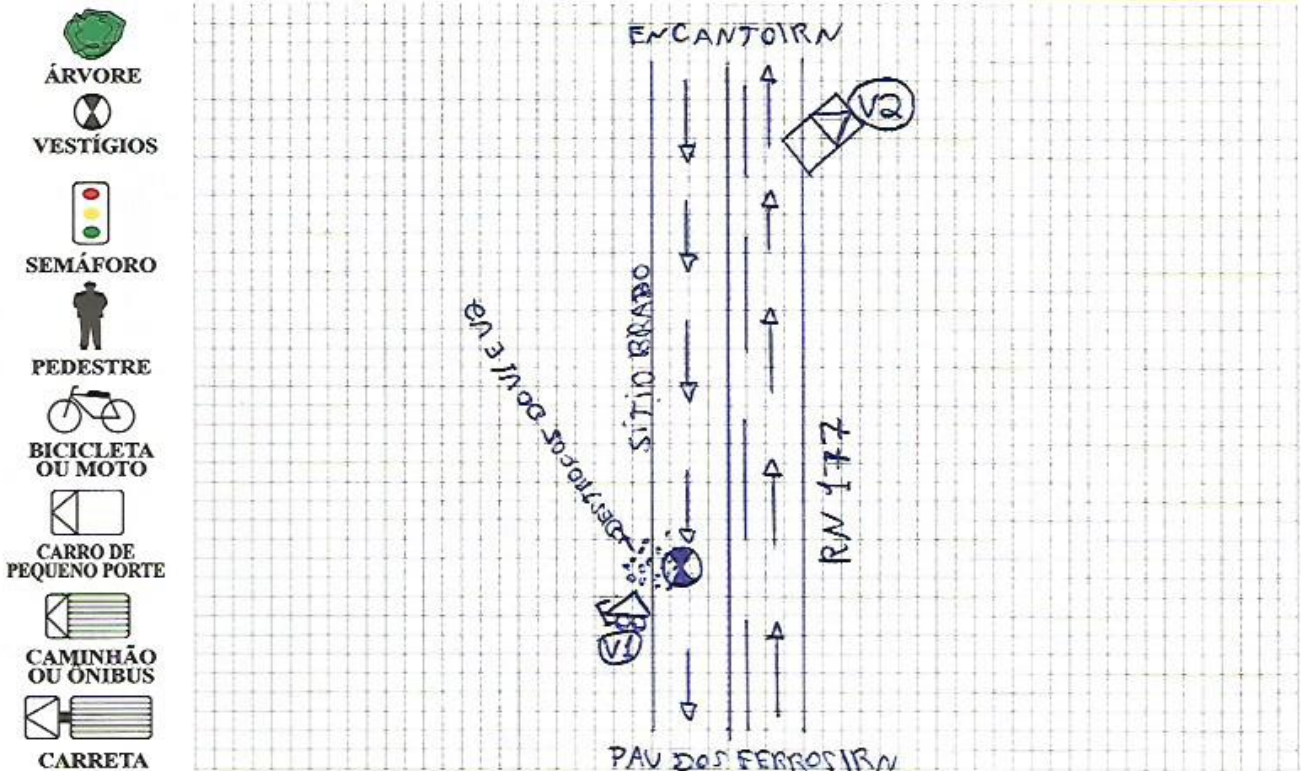 ÁRVORE
VESTÍGIOS
SEMÁFORO
PEDESTRE
BICICLETA
OU MOTO
CARRO DE
PEQUENO PORTE
CAMINHÃO
OU ÔNIBUS
CARRETA
ENCANTO/RN
V2
SÍTIO BRADO
DESTROÇOS DO V1 E V2
RN 177
V1
PAU DOS FERROS/RN